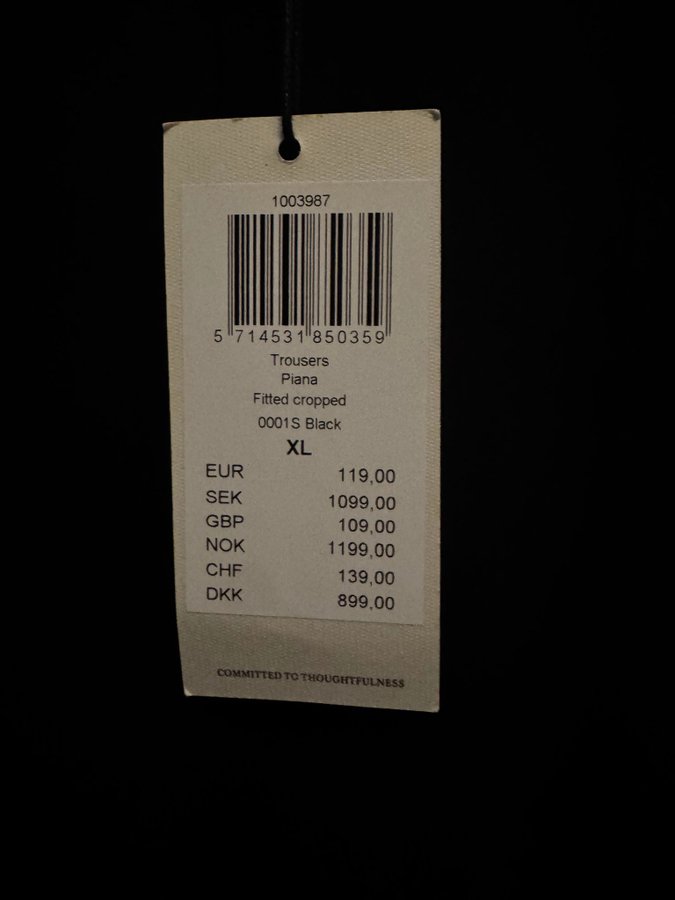 1003987
5 714531 850359
Trousers
Piana
Fitted cropped
0001S Black
XL
EUR 119,00
SEK 1099,00
GBP 109,00
NOK 1199,00
CHF 139,00
DKK 899,00
COMMITTED TO THOUGHTFULNESS